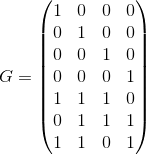 G = 
1 0 0 0
0 1 0 0
0 0 1 0
0 0 0 1
1 1 1 0
0 1 1 1
1 1 0 1